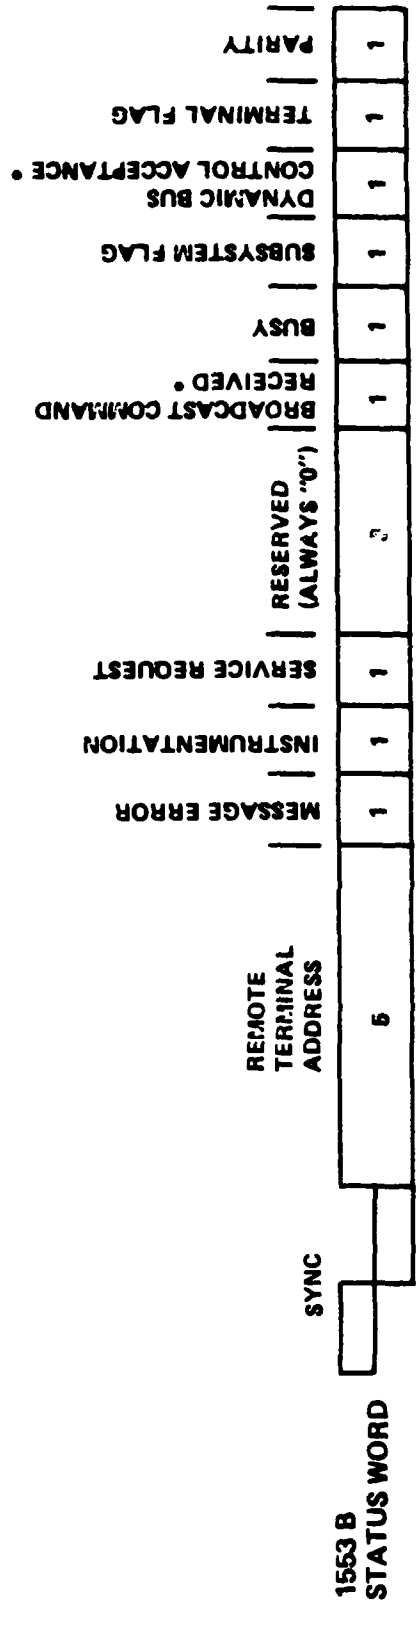 1553 B
STATUS WORD
SYNC
REMOTE
TERMINAL
ADDRESS
5
MESSAGE ERROR
1
INSTRUMENTATION
1
SERVICE REQUEST
1
RESERVED
(ALWAYS "0")
3
BROADCAST COMMAND
RECEIVED *
1
BUSY
1
SUBSYSTEM FLAG
1
DYNAMIC BUS
CONTROL ACCEPTANCE *
1
TERMINAL FLAG
1
PARITY
1